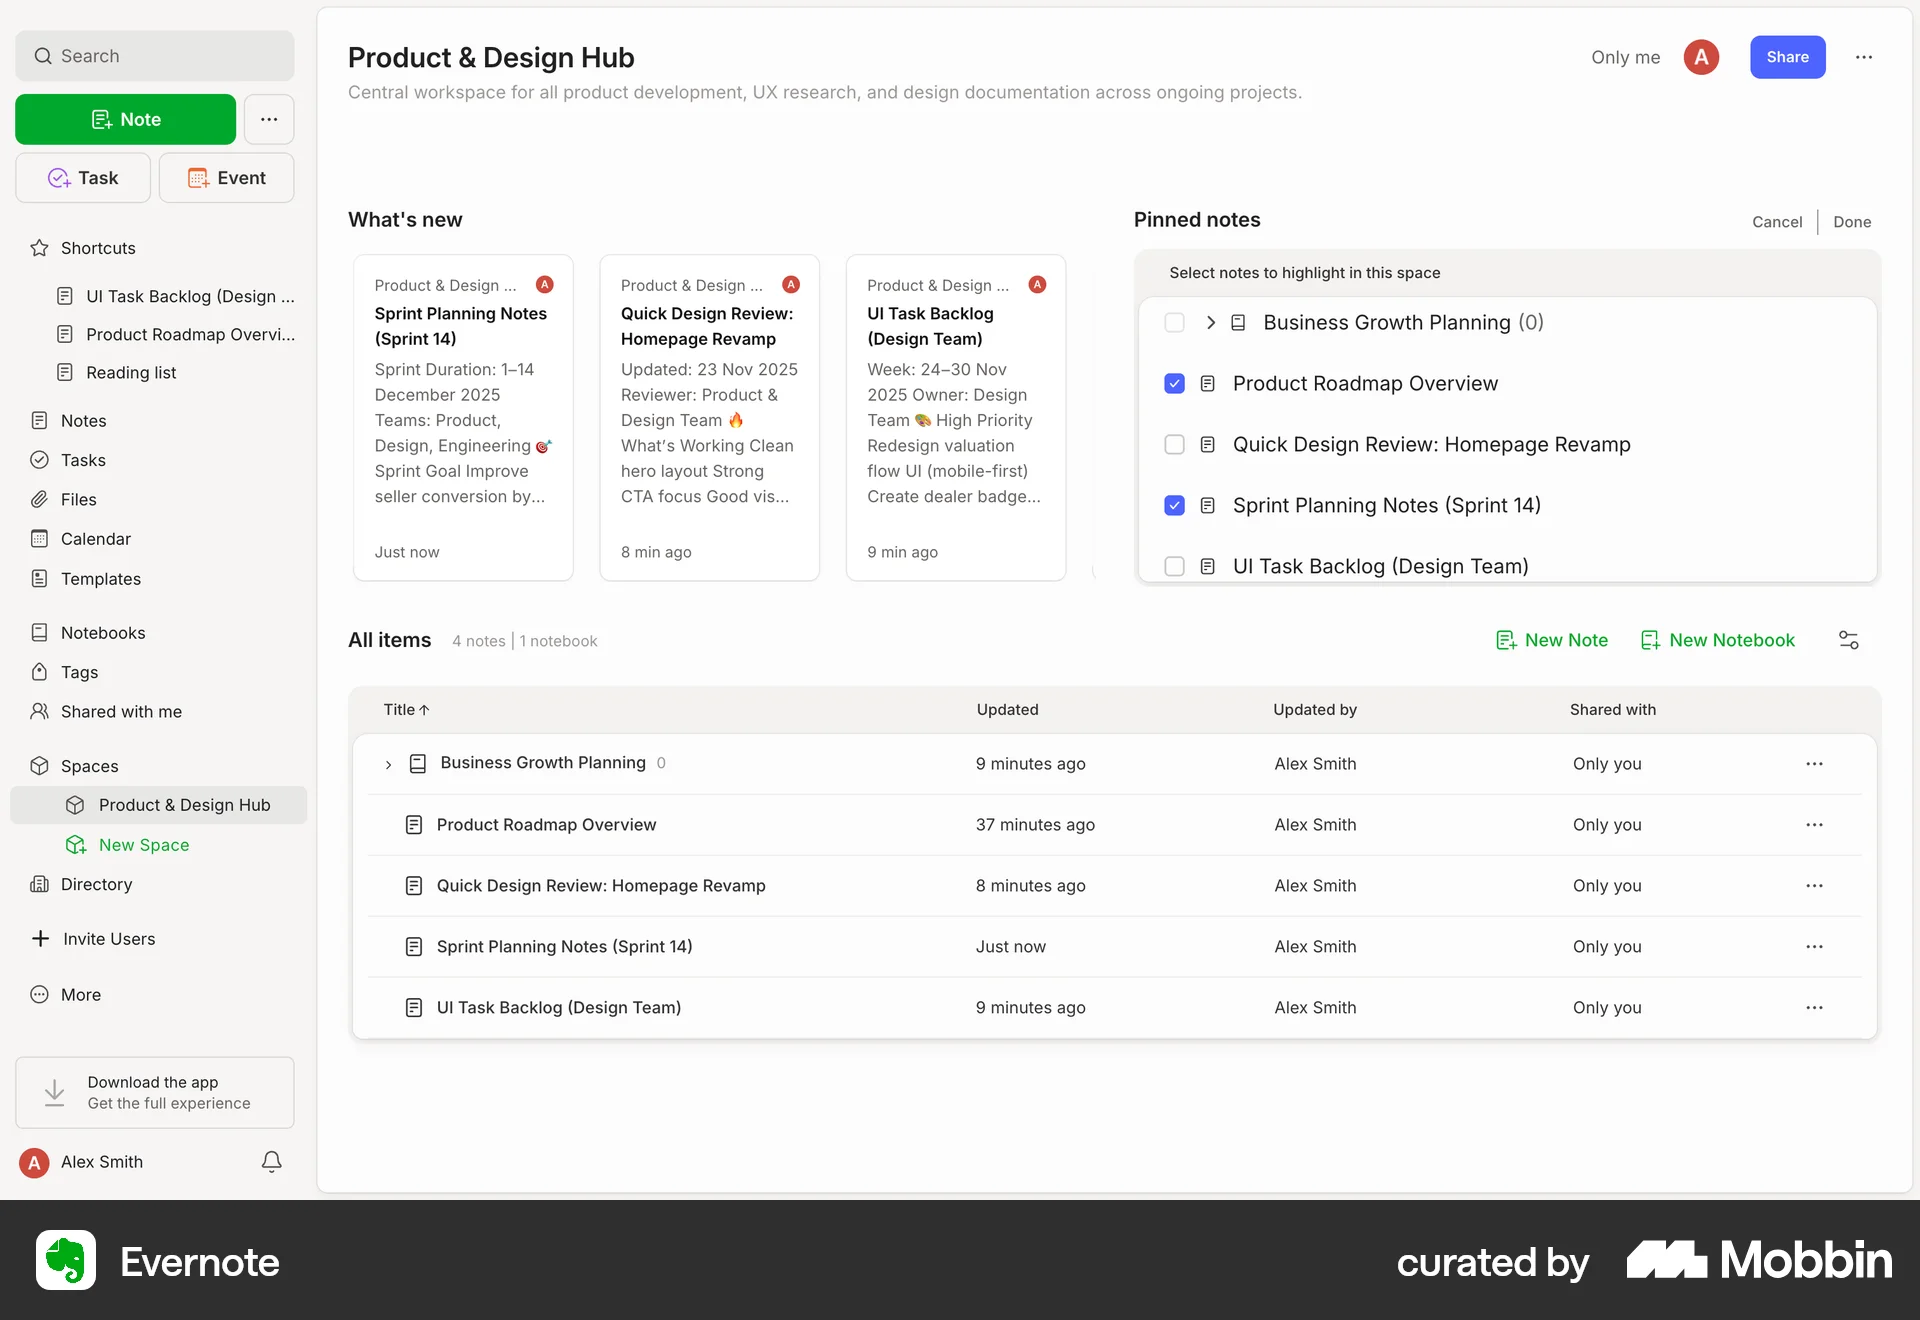 Search
Note
Task
Event
Shortcuts
UI Task Backlog (Design ...
Product Roadmap Overvi...
Reading list
Notes
Tasks
Files
Calendar
Templates
Notebooks
Tags
Shared with me
Spaces
Product & Design Hub
New Space
Directory
Invite Users
More
Download the app
Get the full experience
A Alex Smith
Product & Design Hub
Central workspace for all product development, UX research, and design documentation across ongoing projects.
Only me A Share
What's new
Product & Design ... A
Sprint Planning Notes
(Sprint 14)
Sprint Duration: 1–14
December 2025
Teams: Product,
Design, Engineering 🎯
Sprint Goal Improve
seller conversion by...
Just now
Product & Design ... A
Quick Design Review:
Homepage Revamp
Updated: 23 Nov 2025
Reviewer: Product &
Design Team 🔥
What's Working Clean
hero layout Strong
CTA focus Good vis...
8 min ago
Product & Design ... A
UI Task Backlog
(Design Team)
Week: 24–30 Nov
2025 Owner: Design
Team 🎨 High Priority
Redesign valuation
flow UI (mobile-first)
Create dealer badge...
9 min ago
Pinned notes
Cancel | Done
Select notes to highlight in this space
Business Growth Planning (0)
Product Roadmap Overview
Quick Design Review: Homepage Revamp
Sprint Planning Notes (Sprint 14)
UI Task Backlog (Design Team)
All items 4 notes | 1 notebook
New Note New Notebook
Title ↑ Updated Updated by Shared with
Business Growth Planning 0 9 minutes ago Alex Smith Only you
Product Roadmap Overview 37 minutes ago Alex Smith Only you
Quick Design Review: Homepage Revamp 8 minutes ago Alex Smith Only you
Sprint Planning Notes (Sprint 14) Just now Alex Smith Only you
UI Task Backlog (Design Team) 9 minutes ago Alex Smith Only you
Evernote
curated by Mobbin